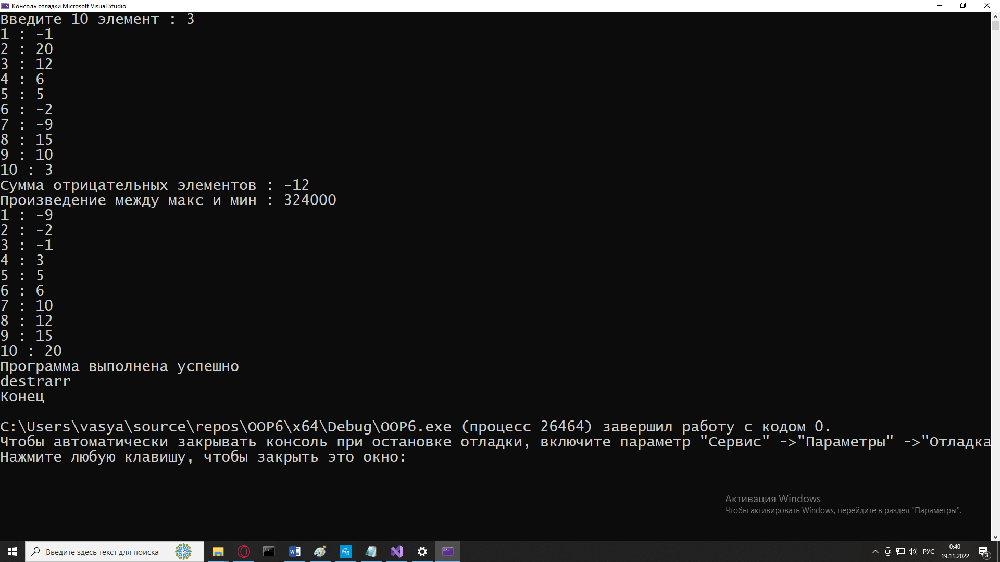 Консоль отладки Microsoft Visual Studio
Введите 10 элемент : 3
1 : -1
2 : 20
3 : 12
4 : 6
5 : 5
6 : -2
7 : -9
8 : 15
9 : 10
10 : 3
Сумма отрицательных элементов : -12
Произведение между макс и мин : 324000
1 : -9
2 : -2
3 : -1
4 : 3
5 : 5
6 : 6
7 : 10
8 : 12
9 : 15
10 : 20
Программа выполнена успешно
destrarr
Конец
C:\Users\vasya\source\repos\OOP6\x64\Debug\OOP6.exe (процесс 26464) завершил работу с кодом 0.
Чтобы автоматически закрывать консоль при остановке отладки, включите параметр "Сервис" ->"Параметры" ->"Отладка
Нажмите любую клавишу, чтобы закрыть это окно:
Активация Windows
Чтобы активировать Windows, перейдите в раздел "Параметры".
Введите здесь текст для поиска
РУС
0:40
19.11.2022
3